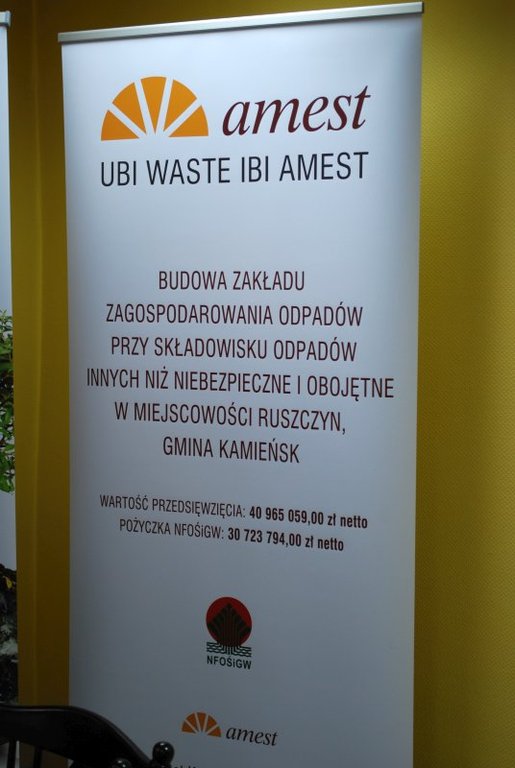 amest
UBI WASTE IBI AMEST
BUDOWA ZAKŁADU
ZAGOSPODAROWANIA ODPADÓW
PRZY SKŁADOWISKU ODPADÓW
INNYCH NIŻ NIEBEZPIECZNE I OBOJĘTNE
W MIEJSCOWOŚCI RUSZCZYN,
GMINA KAMIEŃSK
WARTOŚĆ PRZEDSIĘWZIĘCIA: 40 965 059,00 zł netto
POŻYCZKA NFOŚiGW: 30 723 794,00 zł netto
NFOŚiGW
amest